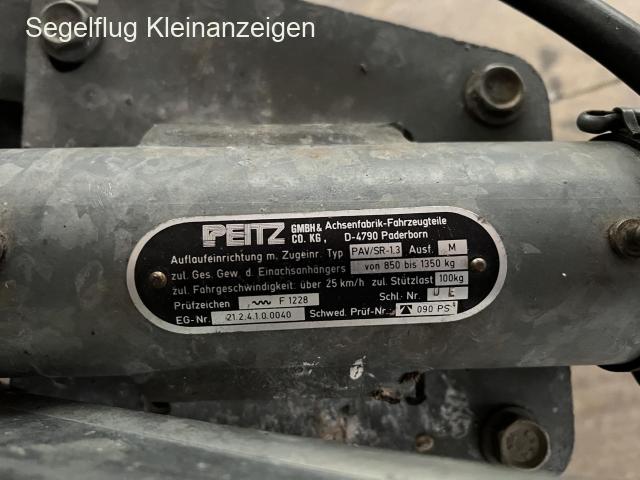 Segelflug Kleinanzeigen
PEITZ GMBH & CO. KG, Achsenfabrik-Fahrzeugteile D-4790 Paderborn
Auflaufeinrichtung m. Zugeinr. Typ PAV/SR-1.3 Ausf. M
zul. Ges. Gew. d. Einachsanhängers von 850 bis 1350 kg
zul. Fahrgeschwindigkeit: über 25 km/h zul. Stützlast 100kg
Prüfzeichen F 1228 Schl.-Nr. D E
EG-Nr. 21.2.4.1.0.0040 Schwed. Prüf-Nr. 090 PS